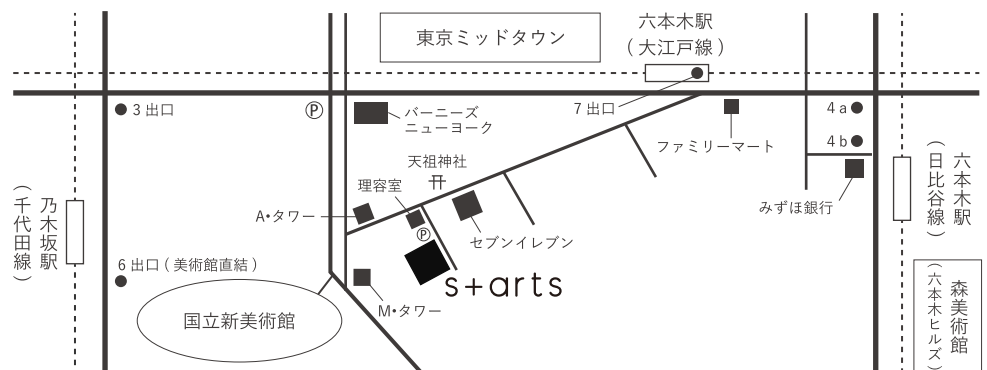 東京ミッドタウン
六本木駅
(大江戸線)
3 出口
Ⓟ
バーニーズ
ニューヨーク
7 出口
ファミリーマート
4a
4b
みずほ銀行
六本木駅
(日比谷線)
天祖神社
理容室
A•タワー
Ⓟ
セブンイレブン
乃木坂駅
(千代田線)
6 出口(美術館直結)
s+arts
M•タワー
国立新美術館
森美術館
(六本木ヒルズ)